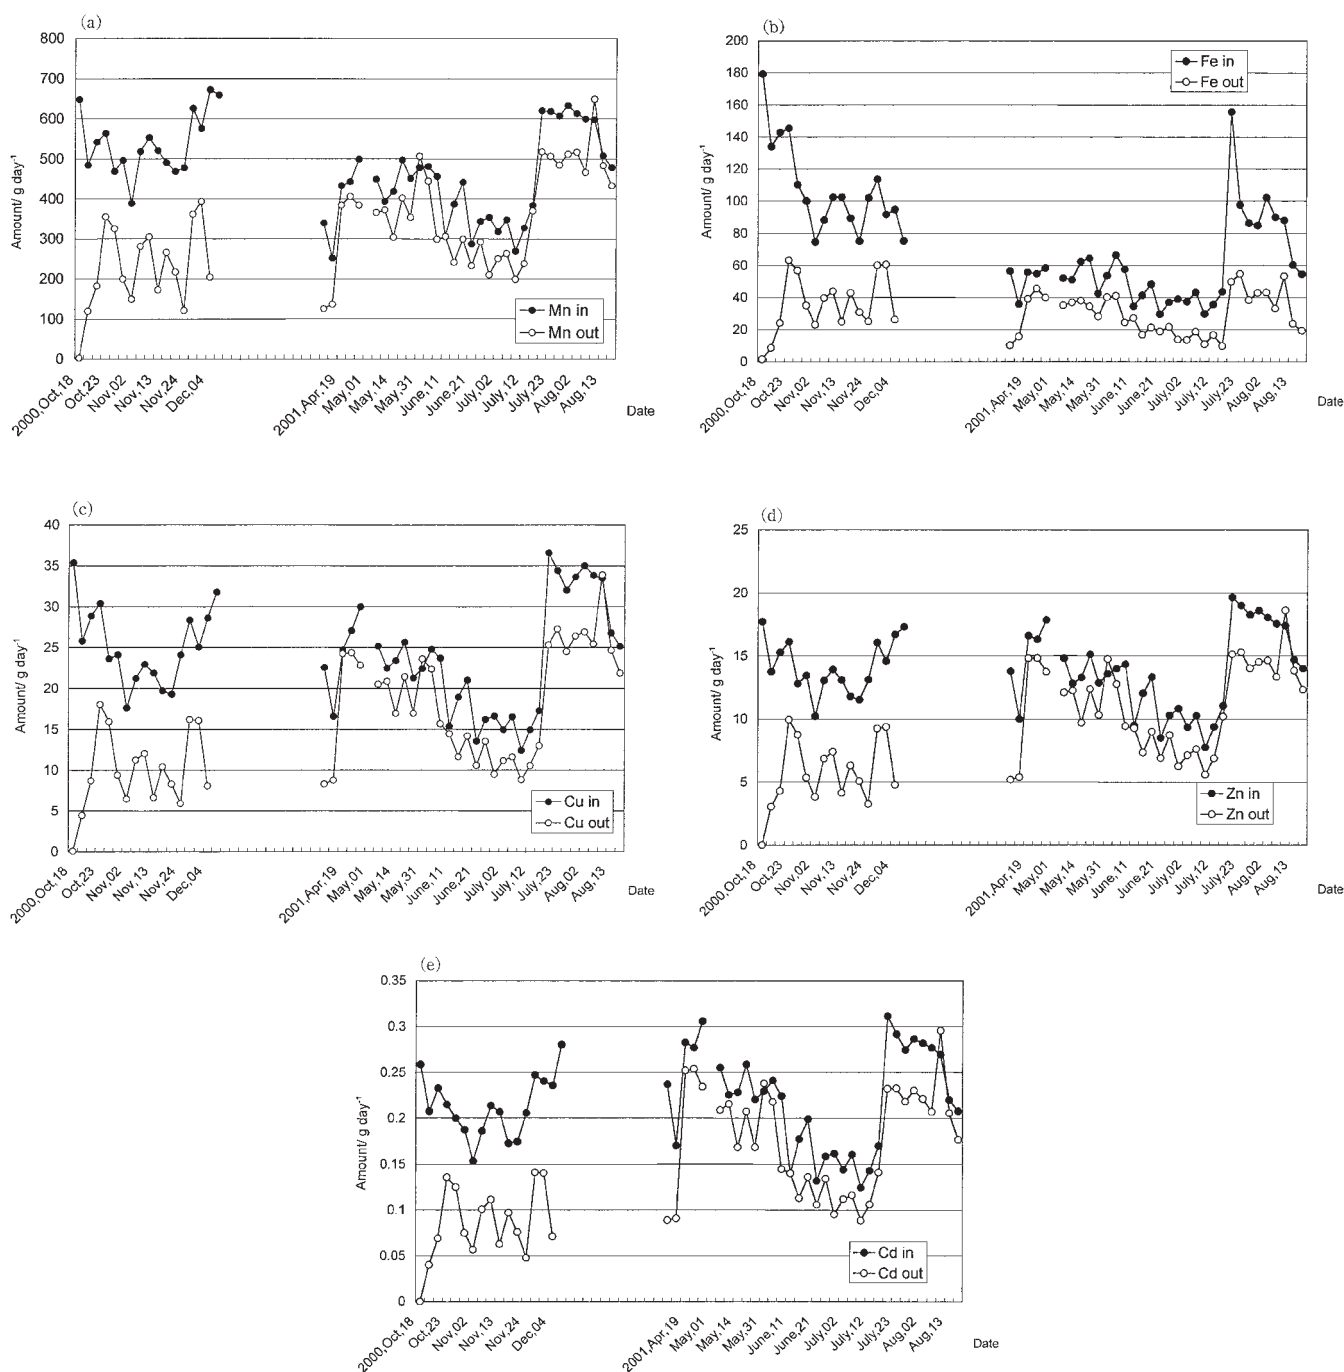 (a)
800
700
600
500
400
300
200
100
0
Amount/ g day-1
Mn in
Mn out
2000,Oct,18
Oct,23
Nov,02
Nov,13
Nov,24
Dec,04
2001,Apr,19
May,01
May,14
May,31
June,11
June,21
July,02
July,12
July,23
Aug,02
Aug,13
Date
(b)
200
180
160
140
120
100
80
60
40
20
0
Amount/ g day-1
Fe in
Fe out
2000,Oct,18
Oct,23
Nov,02
Nov,13
Nov,24
Dec,04
2001,Apr,19
May,01
May,14
May,31
June,11
June,21
July,02
July,12
July,23
Aug,02
Aug,13
Date
(c)
40
35
30
25
20
15
10
5
0
Amount/ g day-1
Cu in
Cu out
2000,Oct,18
Oct,23
Nov,02
Nov,13
Nov,24
Dec,04
2001,Apr,19
May,01
May,14
May,31
June,11
June,21
July,02
July,12
July,23
Aug,02
Aug,13
Date
(d)
25
20
15
10
5
0
Amount/ g day-1
Zn in
Zn out
2000,Oct,18
Oct,23
Nov,02
Nov,13
Nov,24
Dec,04
2001,Apr,19
May,01
May,14
May,31
June,11
June,21
July,02
July,12
July,23
Aug,02
Aug,13
Date
(e)
0.35
0.3
0.25
0.2
0.15
0.1
0.05
0
Amount/ g day-1
Cd in
Cd out
2000,Oct,18
Oct,23
Nov,02
Nov,13
Nov,24
Dec,04
2001,Apr,19
May,01
May,14
May,31
June,11
June,21
July,02
July,12
July,23
Aug,02
Aug,13
Date